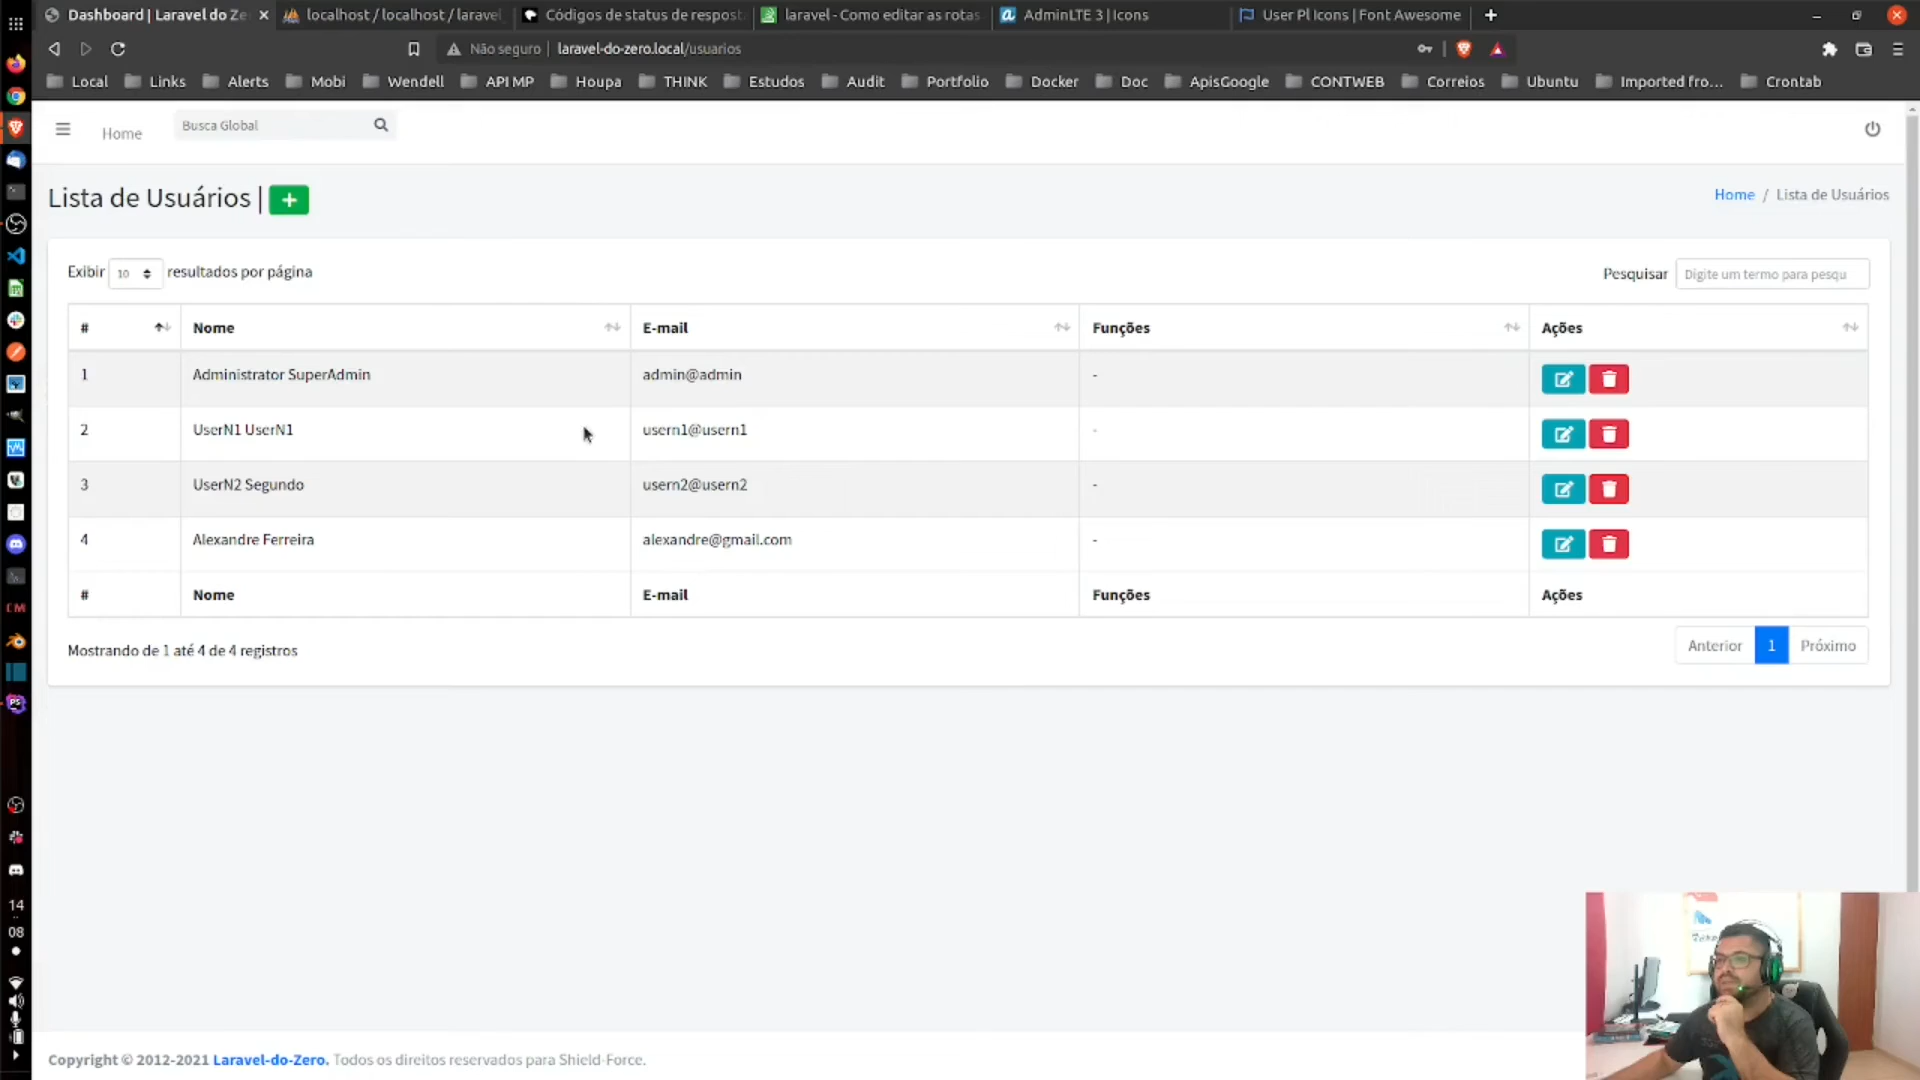 Dashboard | Laravel do Ze
localhost / localhost / laravel
Códigos de status de respost
laravel - Como editar as rotas
AdminLTE 3 | Icons
User Pl Icons | Font Awesome
Não seguro
laravel-do-zero.local/usuarios
Local
Links
Alerts
Mobi
Wendell
API MP
Houpa
THINK
Estudos
Audit
Portfolio
Docker
Doc
ApisGoogle
CONTWEB
Correios
Ubuntu
Imported fro...
Crontab
Home
Busca Global
Lista de Usuários |
Home / Lista de Usuários
Exibir 10 resultados por página
Pesquisar Digite um termo para pesqu
# Nome E-mail Funções Ações
1 Administrator SuperAdmin admin@admin -
2 UserN1 UserN1 usern1@usern1 -
3 UserN2 Segundo usern2@usern2 -
4 Alexandre Ferreira alexandre@gmail.com -
# Nome E-mail Funções Ações
Mostrando de 1 até 4 de 4 registros
Anterior 1 Próximo
14
08
Copyright © 2012-2021 Laravel-do-Zero. Todos os direitos reservados para Shield-Force.